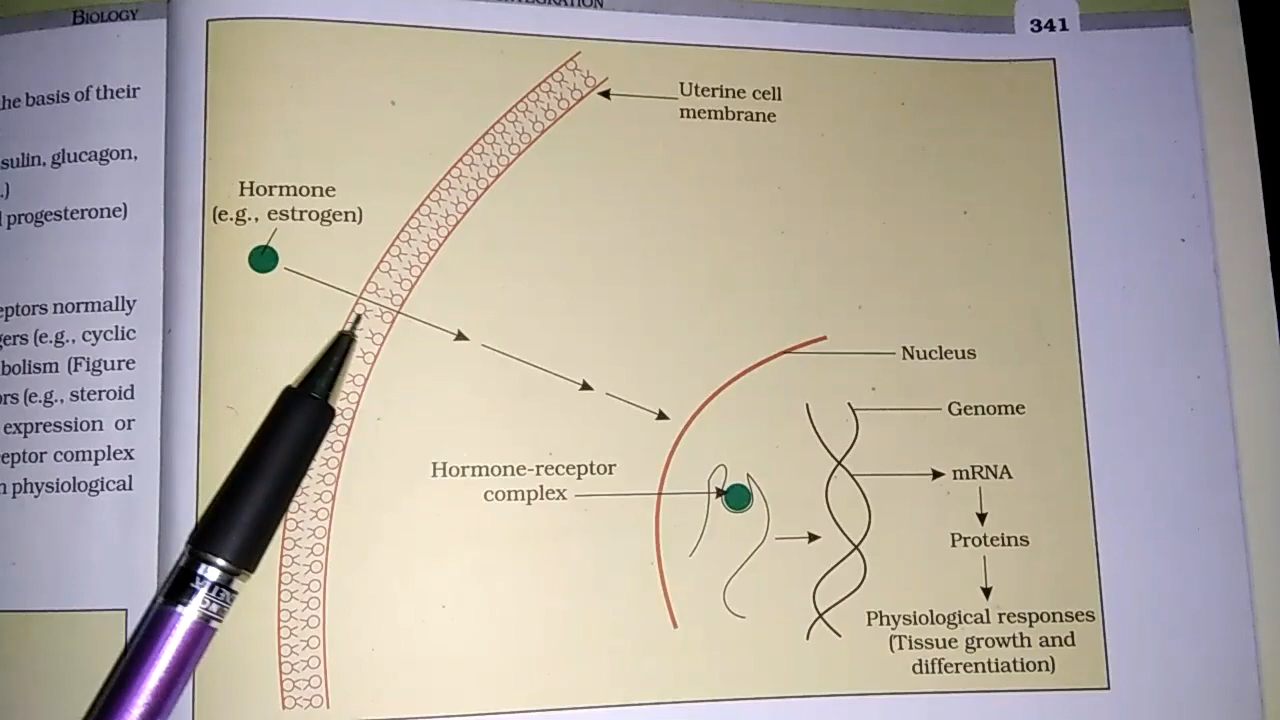 BIOLOGY
341
the basis of their
sulin, glucagon,
.)
progesterone)
eptors normally
gers (e.g., cyclic
bolism (Figure
ors (e.g., steroid
expression or
eptor complex
physiological
Uterine cell
membrane
Hormone
(e.g., estrogen)
Nucleus
Genome
Hormone-receptor
complex
mRNA
Proteins
Physiological responses
(Tissue growth and
differentiation)